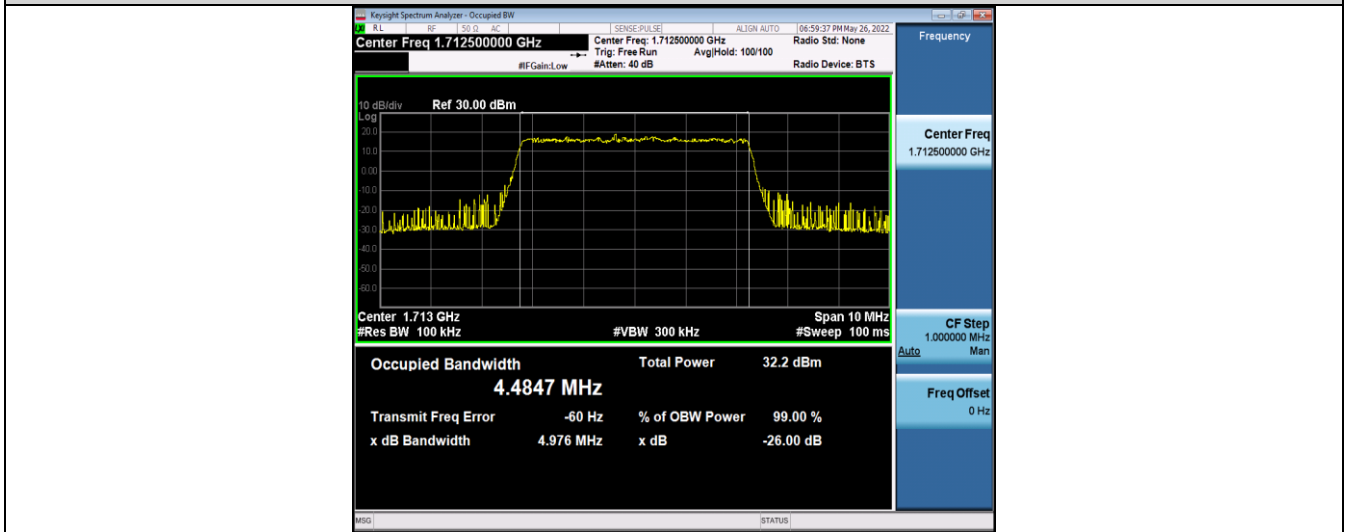 Keysight Spectrum Analyzer - Occupied BW
RL RF 50 Ω AC SENSE:PULSE ALIGN AUTO 06:59:37 PM May 26, 2022
Center Freq 1.712500000 GHz
Center Freq: 1.712500000 GHz Radio Std: None
Trig: Free Run Avg|Hold: 100/100
#IFGain:Low #Atten: 40 dB Radio Device: BTS
Frequency
10 dB/div Ref 30.00 dBm
Log
20.0
10.0
0.00
-10.0
-20.0
-30.0
-40.0
-50.0
-60.0
Center 1.713 GHz Span 10 MHz
#Res BW 100 kHz #VBW 300 kHz #Sweep 100 ms
Center Freq
1.712500000 GHz
CF Step
1.000000 MHz
Auto Man
Freq Offset
0 Hz
Occupied Bandwidth Total Power 32.2 dBm
4.4847 MHz
Transmit Freq Error -60 Hz % of OBW Power 99.00 %
x dB Bandwidth 4.976 MHz x dB -26.00 dB
MSG STATUS